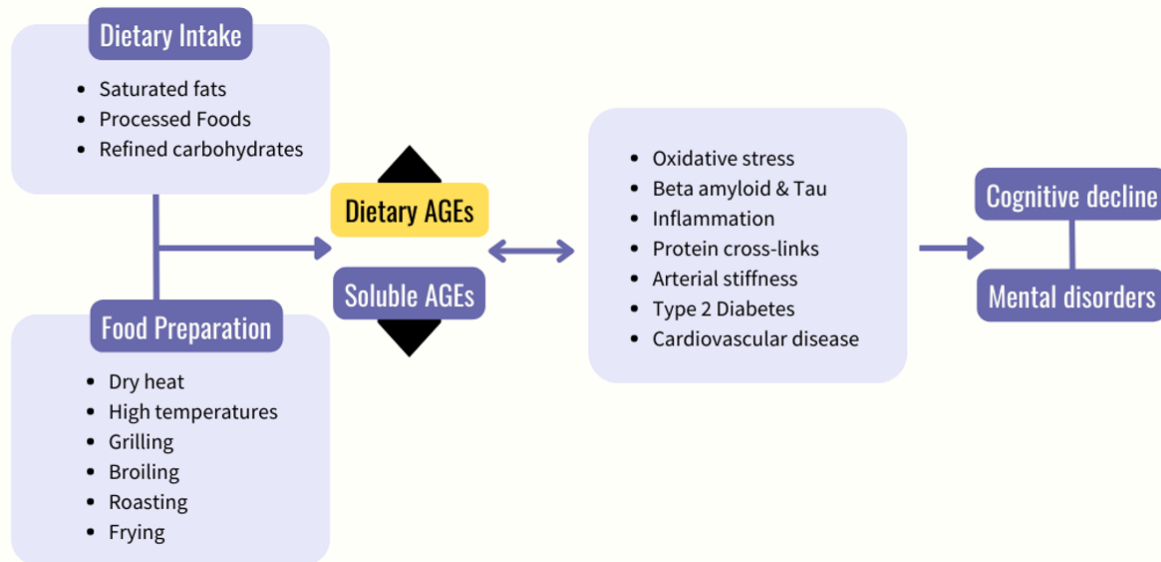 Dietary Intake
Saturated fats
Processed Foods
Refined carbohydrates
Food Preparation
Dry heat
High temperatures
Grilling
Broiling
Roasting
Frying
Dietary AGEs
Soluble AGEs
Oxidative stress
Beta amyloid & Tau
Inflammation
Protein cross-links
Arterial stiffness
Type 2 Diabetes
Cardiovascular disease
Cognitive decline
Mental disorders